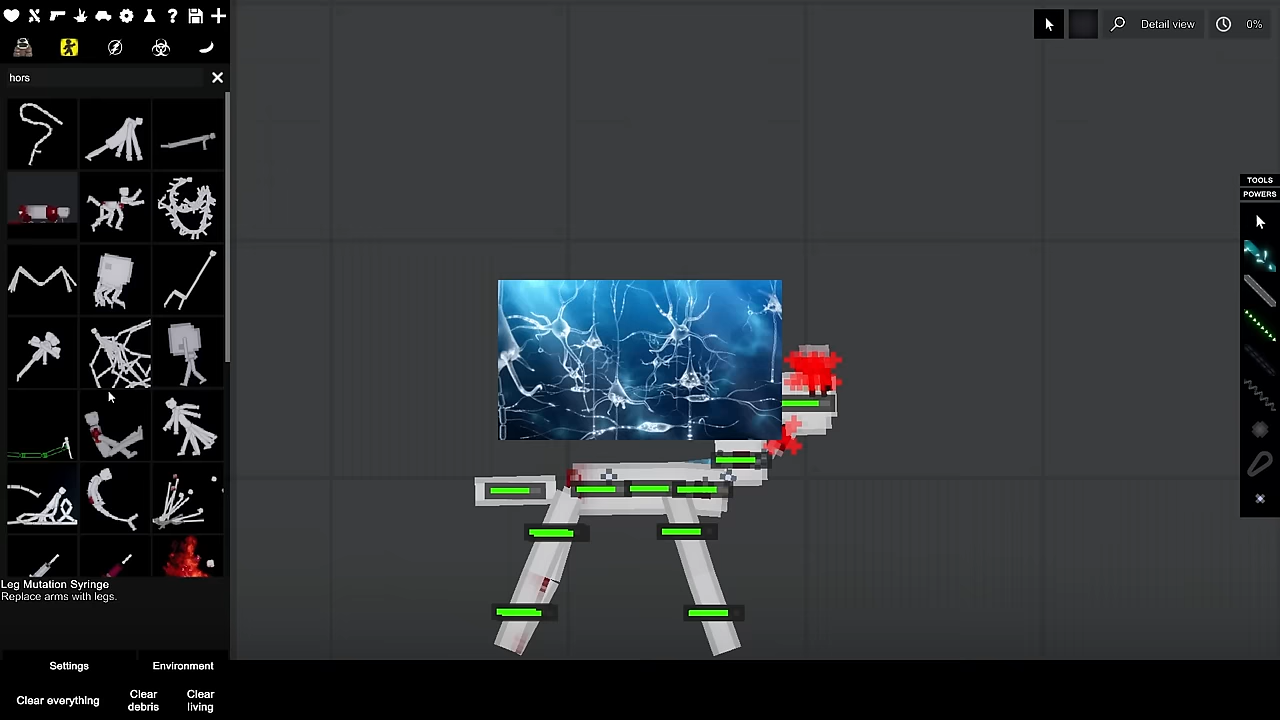 Detail view
0%
hors
TOOLS
POWERS
Leg Mutation Syringe
Replace arms with legs.
Settings
Environment
Clear everything
Clear debris
Clear living